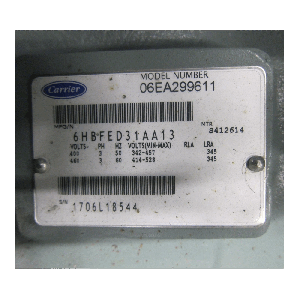 Carrier
MODEL NUMBER
06EA299611
MTR
6HBFED31AA13
8412614
VOLTS- PH HZ VOLTS(MIN-MAX) RLA LRA
400 3 50 342-457 345
460 3 60 414-528 345
S/N
1706L18544